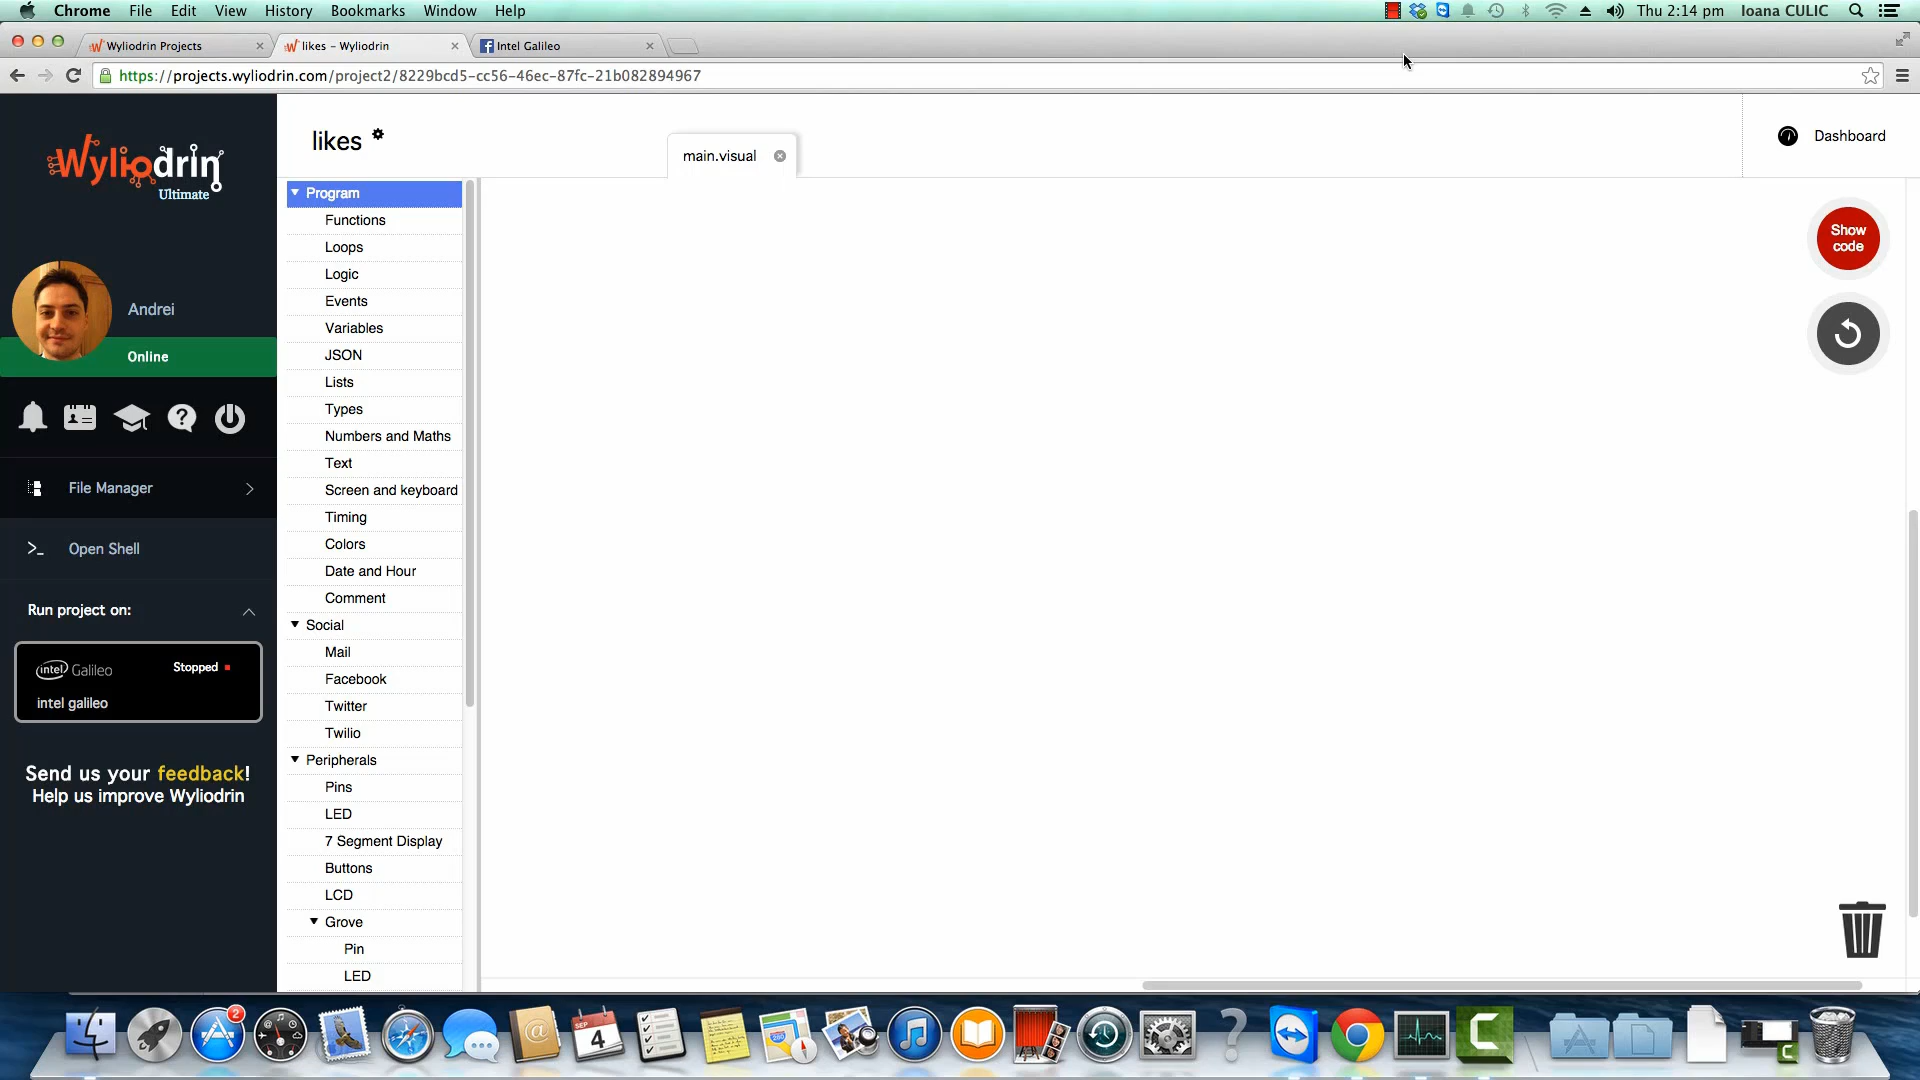 Chrome File Edit View History Bookmarks Window Help
Thu 2:14 pm Ioana CULIC
Wyliodrin Projects
likes – Wyliodrin
Intel Galileo
https://projects.wyliodrin.com/project2/8229bcd5-cc56-46ec-87fc-21b082894967
Wyliodrin
Ultimate
likes
main.visual
Dashboard
Show
code
Andrei
Online
File Manager
Open Shell
Run project on:
intel Galileo
Stopped
intel galileo
Send us your feedback!
Help us improve Wyliodrin
Program
Functions
Loops
Logic
Events
Variables
JSON
Lists
Types
Numbers and Maths
Text
Screen and keyboard
Timing
Colors
Date and Hour
Comment
Social
Mail
Facebook
Twitter
Twilio
Peripherals
Pins
LED
7 Segment Display
Buttons
LCD
Grove
Pin
LED
2
SEP
4